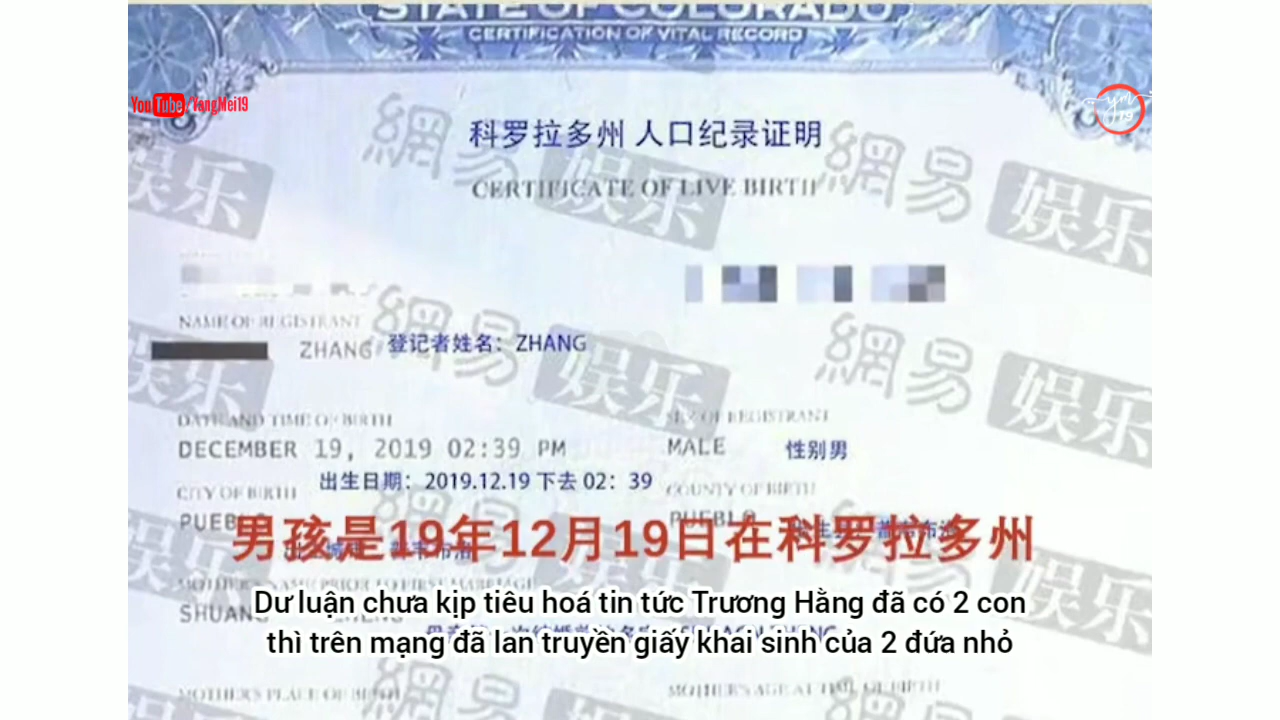 STATE OF COLORADO
CERTIFICATION OF VITAL RECORD
YouTube/YangMei19
科罗拉多州 人口纪录证明
CERTIFICATE OF LIVE BIRTH
網易 娱乐
NAME OF REGISTRANT
ZHANG 登记者姓名：ZHANG
DATE AND TIME OF BIRTH SEX OF REGISTRANT
DECEMBER 19, 2019 02:39 PM MALE 性别男
出生日期：2019.12.19 下去 02：39
CITY OF BIRTH COUNTY OF BIRTH
PUEBLO PUEBLO
男孩是19年12月19日在科罗拉多州
MOTHER'S NAME PRIOR TO FIRST MARRIAGE
SHUANG ZHENG
Dư luận chưa kịp tiêu hoá tin tức Trương Hằng đã có 2 con
thì trên mạng đã lan truyền giấy khai sinh của 2 đứa nhỏ
MOTHER'S PLACE OF BIRTH MOTHER'S AGE AT TIME OF BIRTH